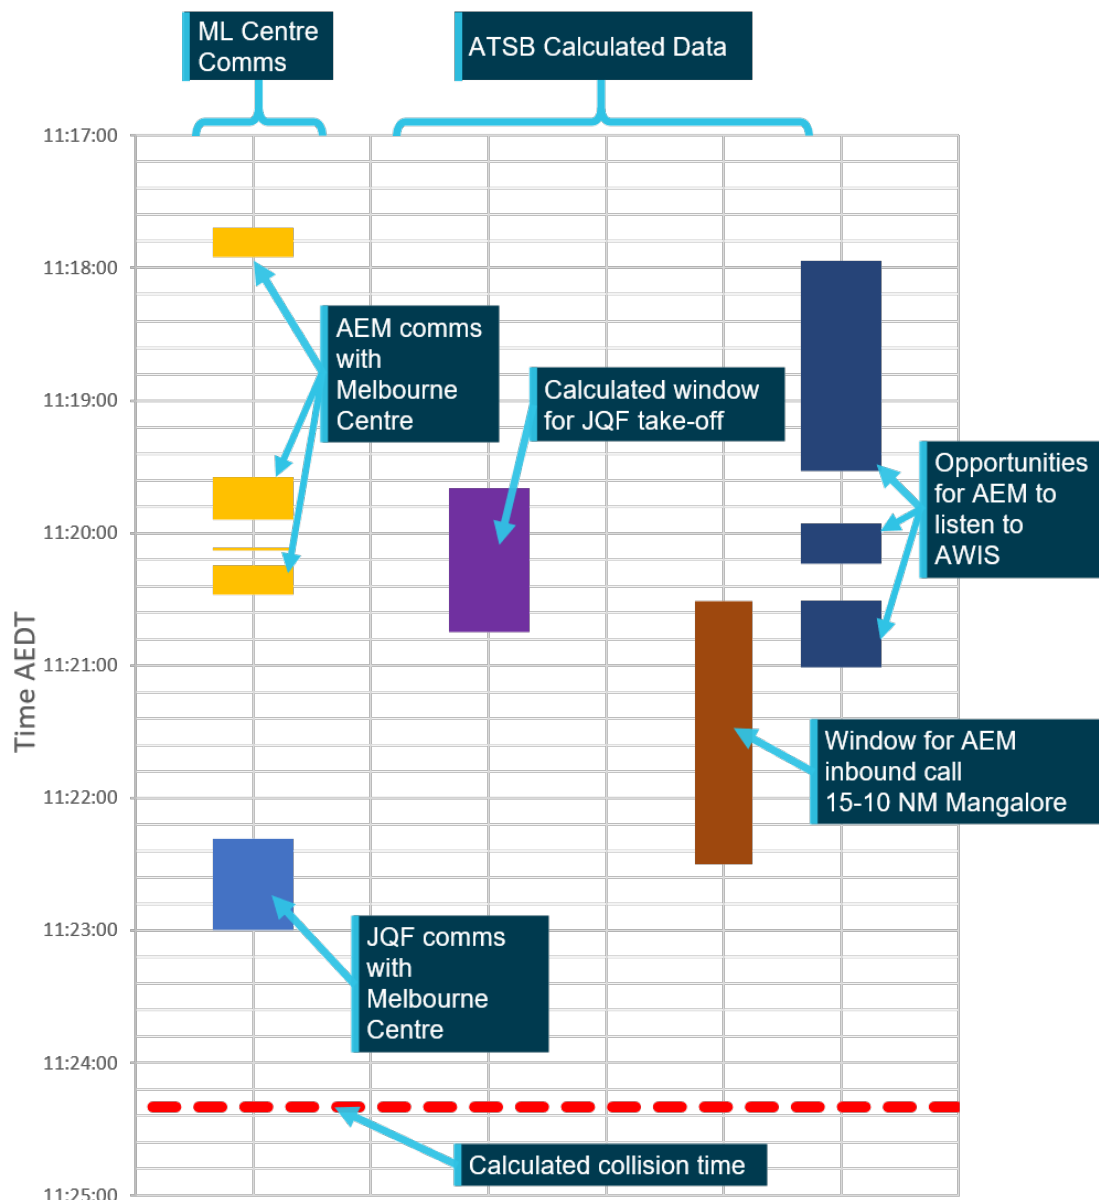 ML Centre
Comms
ATSB Calculated Data
11:17:00
11:18:00
AEM comms
with
Melbourne
Centre
Calculated window
for JQF take-off
11:19:00
Opportunities
for AEM to
listen to
AWIS
11:20:00
Time AEDT
11:21:00
Window for AEM
inbound call
15-10 NM Mangalore
11:22:00
11:23:00
JQF comms
with
Melbourne
Centre
11:24:00
Calculated collision time
11:25:00